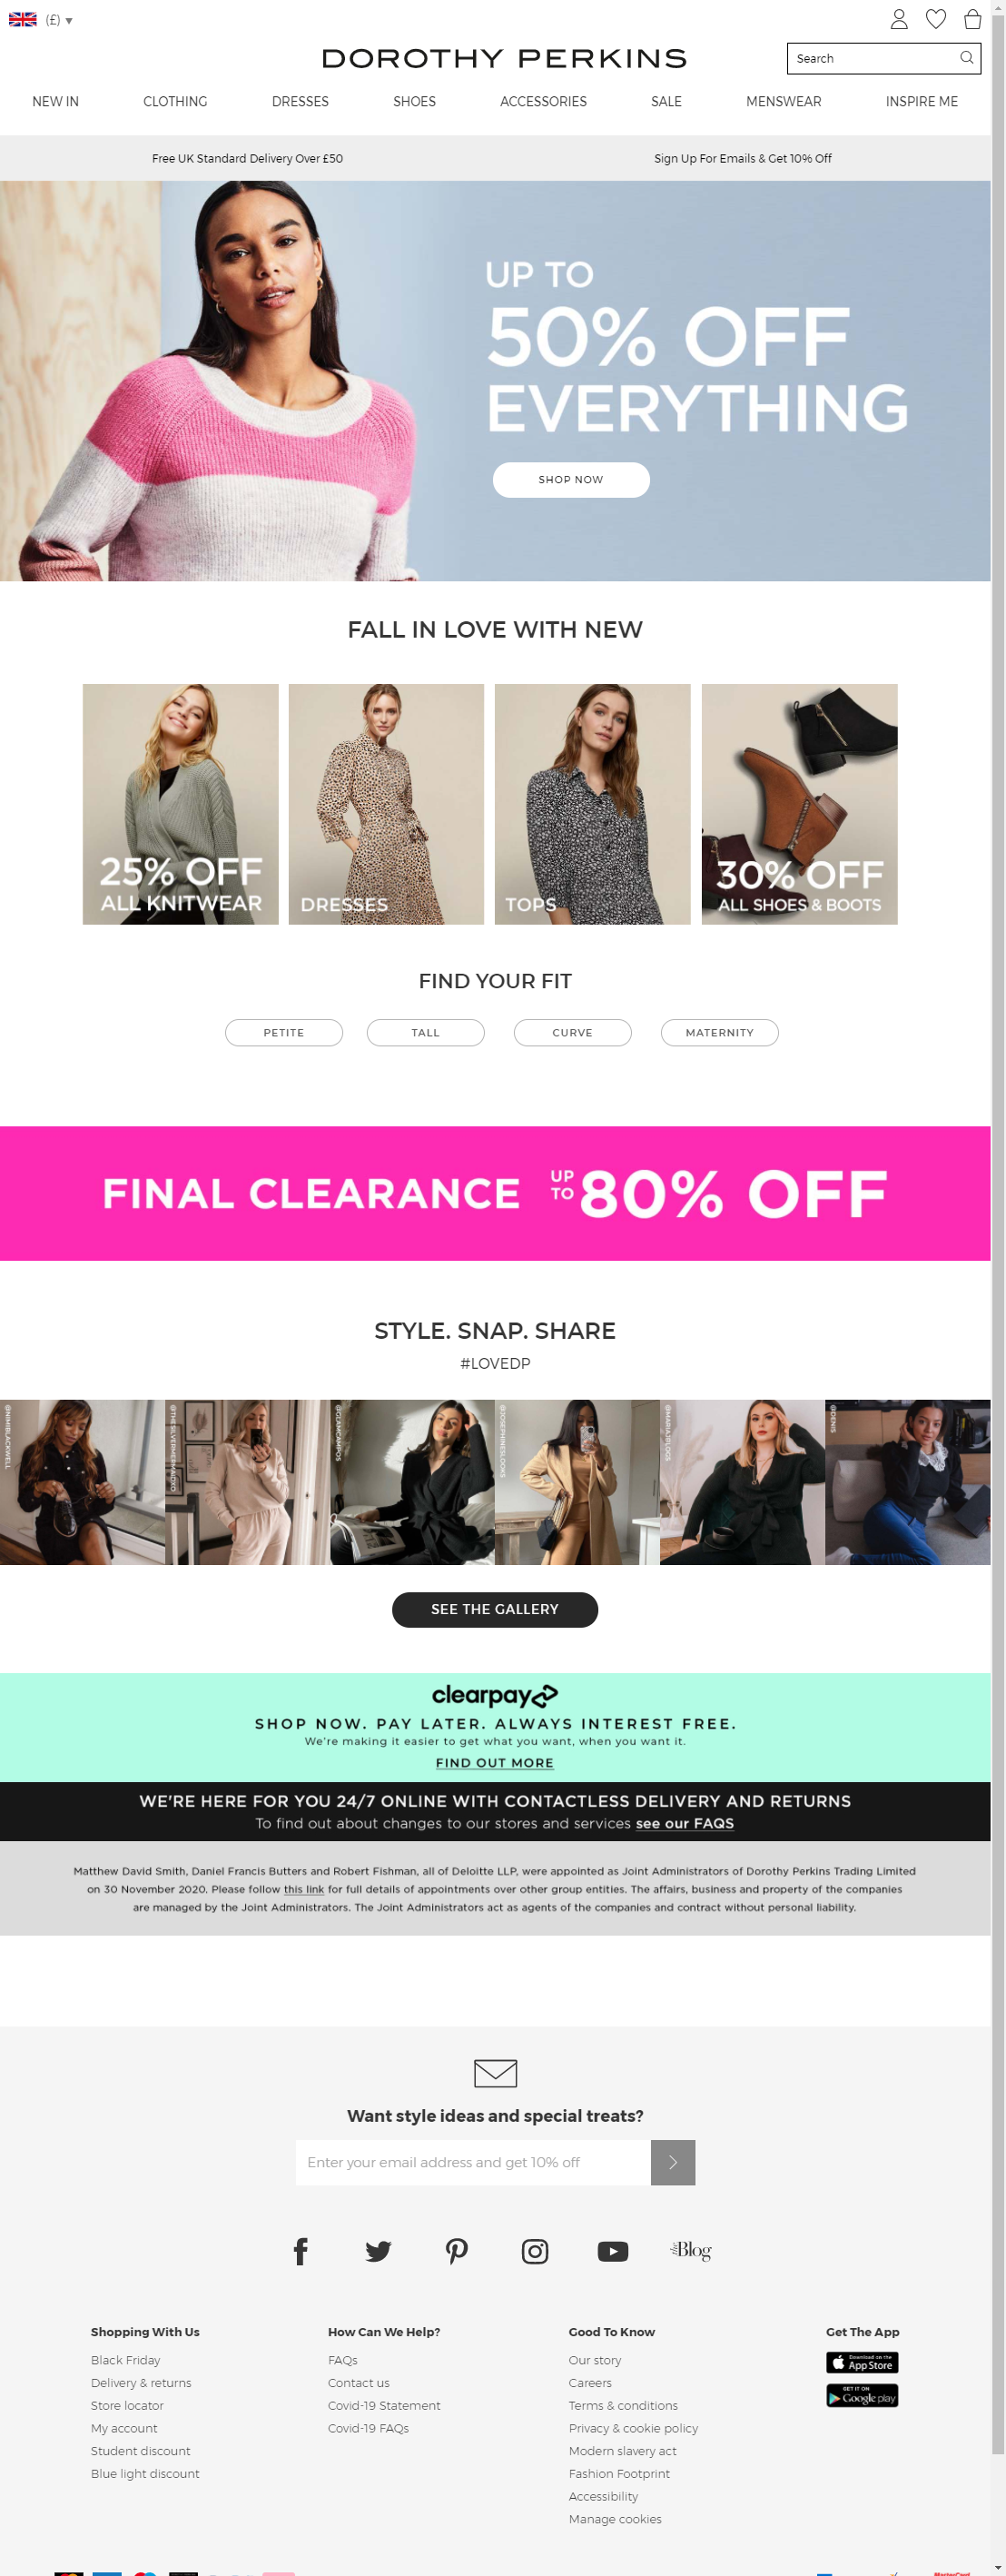 (£)
DOROTHY PERKINS
Search
NEW IN
CLOTHING
DRESSES
SHOES
ACCESSORIES
SALE
MENSWEAR
INSPIRE ME
Free UK Standard Delivery Over £50
Sign Up For Emails & Get 10% Off
UP TO
50% OFF
EVERYTHING
SHOP NOW
FALL IN LOVE WITH NEW
25% OFF
ALL KNITWEAR
DRESSES
TOPS
30% OFF
ALL SHOES & BOOTS
FIND YOUR FIT
PETITE
TALL
CURVE
MATERNITY
FINAL CLEARANCE UP TO 80% OFF
STYLE. SNAP. SHARE
#LOVEDP
SEE THE GALLERY
clearpay
SHOP NOW. PAY LATER. ALWAYS INTEREST FREE.
We're making it easier to get what you want, when you want it.
FIND OUT MORE
WE'RE HERE FOR YOU 24/7 ONLINE WITH CONTACTLESS DELIVERY AND RETURNS
To find out about changes to our stores and services see our FAQS
Matthew David Smith, Daniel Francis Butters and Robert Fishman, all of Deloitte LLP, were appointed as Joint Administrators of Dorothy Perkins Trading Limited
on 30 November 2020. Please follow this link for full details of appointments over other group entities. The affairs, business and property of the companies
are managed by the Joint Administrators. The Joint Administrators act as agents of the companies and contract without personal liability.
Want style ideas and special treats?
Enter your email address and get 10% off
the Blog
Shopping With Us
Black Friday
Delivery & returns
Store locator
My account
Student discount
Blue light discount
How Can We Help?
FAQs
Contact us
Covid-19 Statement
Covid-19 FAQs
Good To Know
Our story
Careers
Terms & conditions
Privacy & cookie policy
Modern slavery act
Fashion Footprint
Accessibility
Manage cookies
Get The App
Download on the
App Store
GET IT ON
Google play